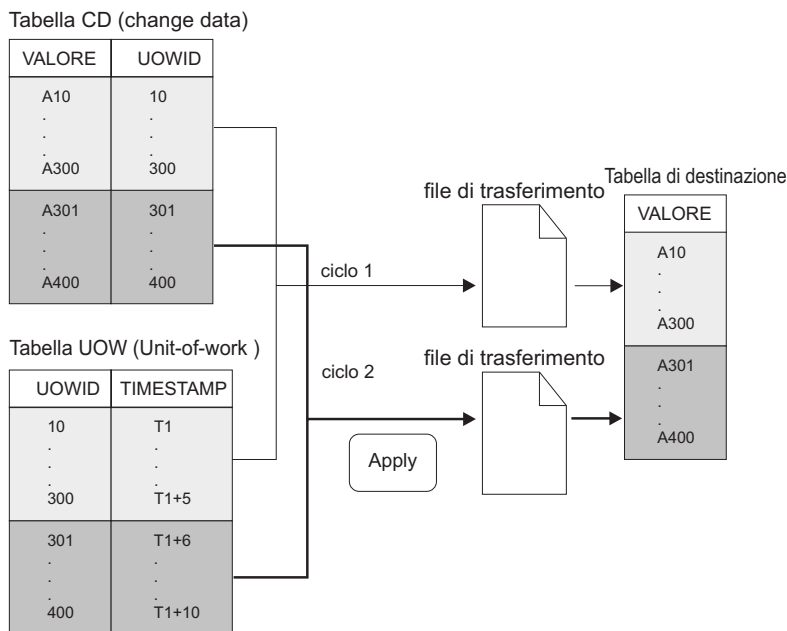 Tabella CD (change data)
VALORE UOWID
A10 10
. .
. .
. .
A300 300
A301 301
. .
. .
. .
A400 400
Tabella UOW (Unit-of-work )
UOWID TIMESTAMP
10 T1
. .
. .
. .
300 T1+5
301 T1+6
. .
. .
. .
400 T1+10
ciclo 1
ciclo 2
Apply
file di trasferimento
file di trasferimento
Tabella di destinazione
VALORE
A10
.
.
.
A300
A301
.
.
.
A400